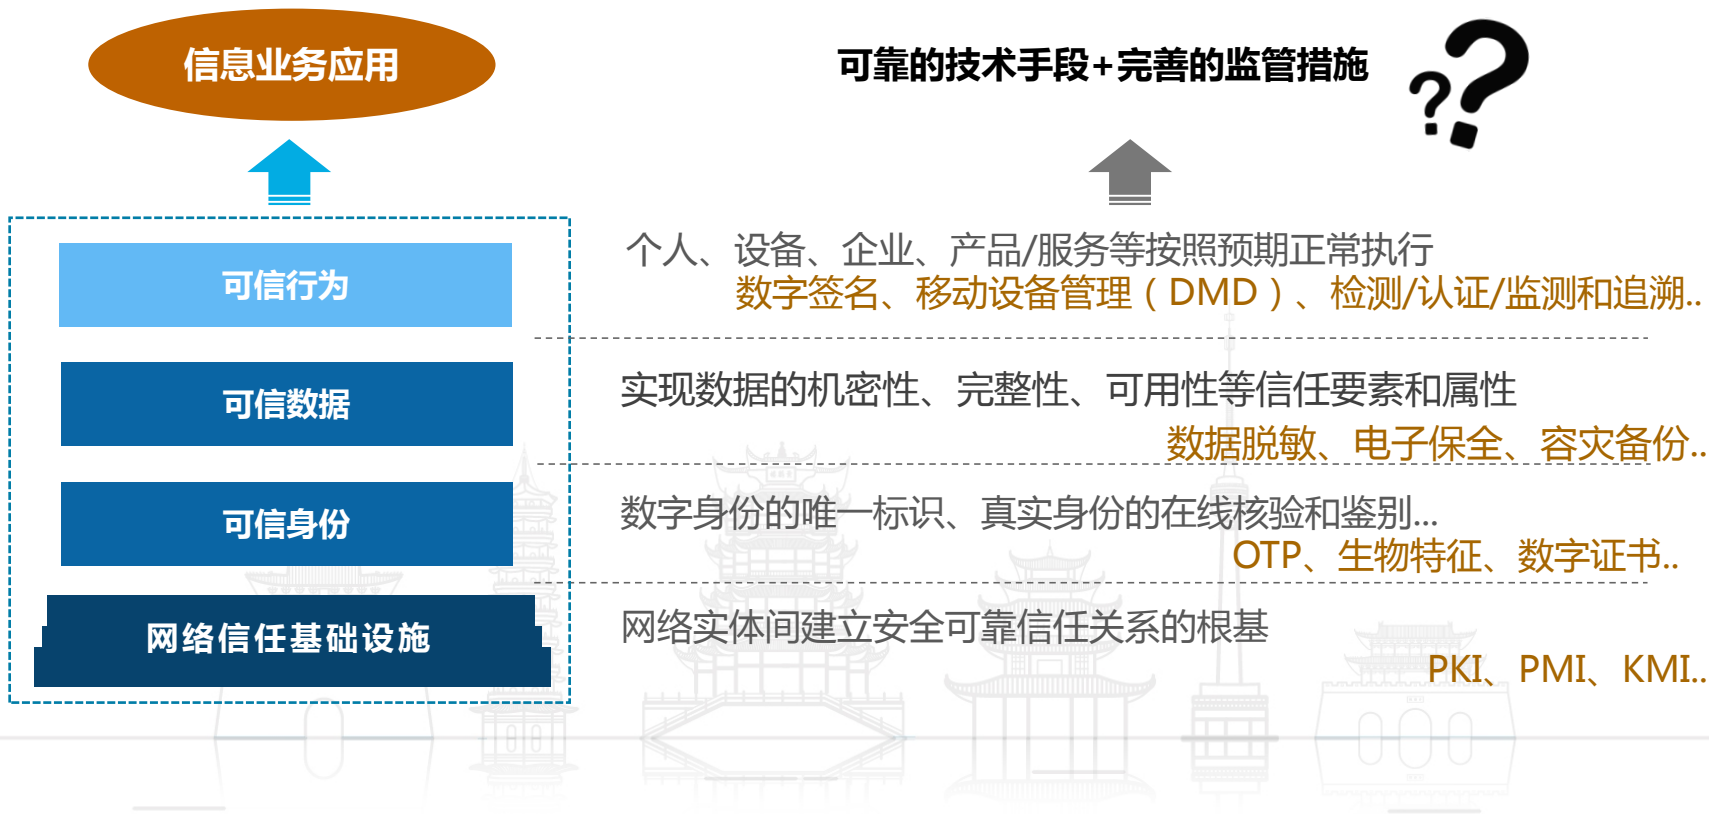 信息业务应用
可靠的技术手段+完善的监管措施
??
可信行为
个人、设备、企业、产品/服务等按照预期正常执行
数字签名、移动设备管理（DMD）、检测/认证/监测和追溯..
可信数据
实现数据的机密性、完整性、可用性等信任要素和属性
数据脱敏、电子保全、容灾备份..
可信身份
数字身份的唯一标识、真实身份的在线核验和鉴别...
OTP、生物特征、数字证书..
网络信任基础设施
网络实体间建立安全可靠信任关系的根基
PKI、PMI、KMI..